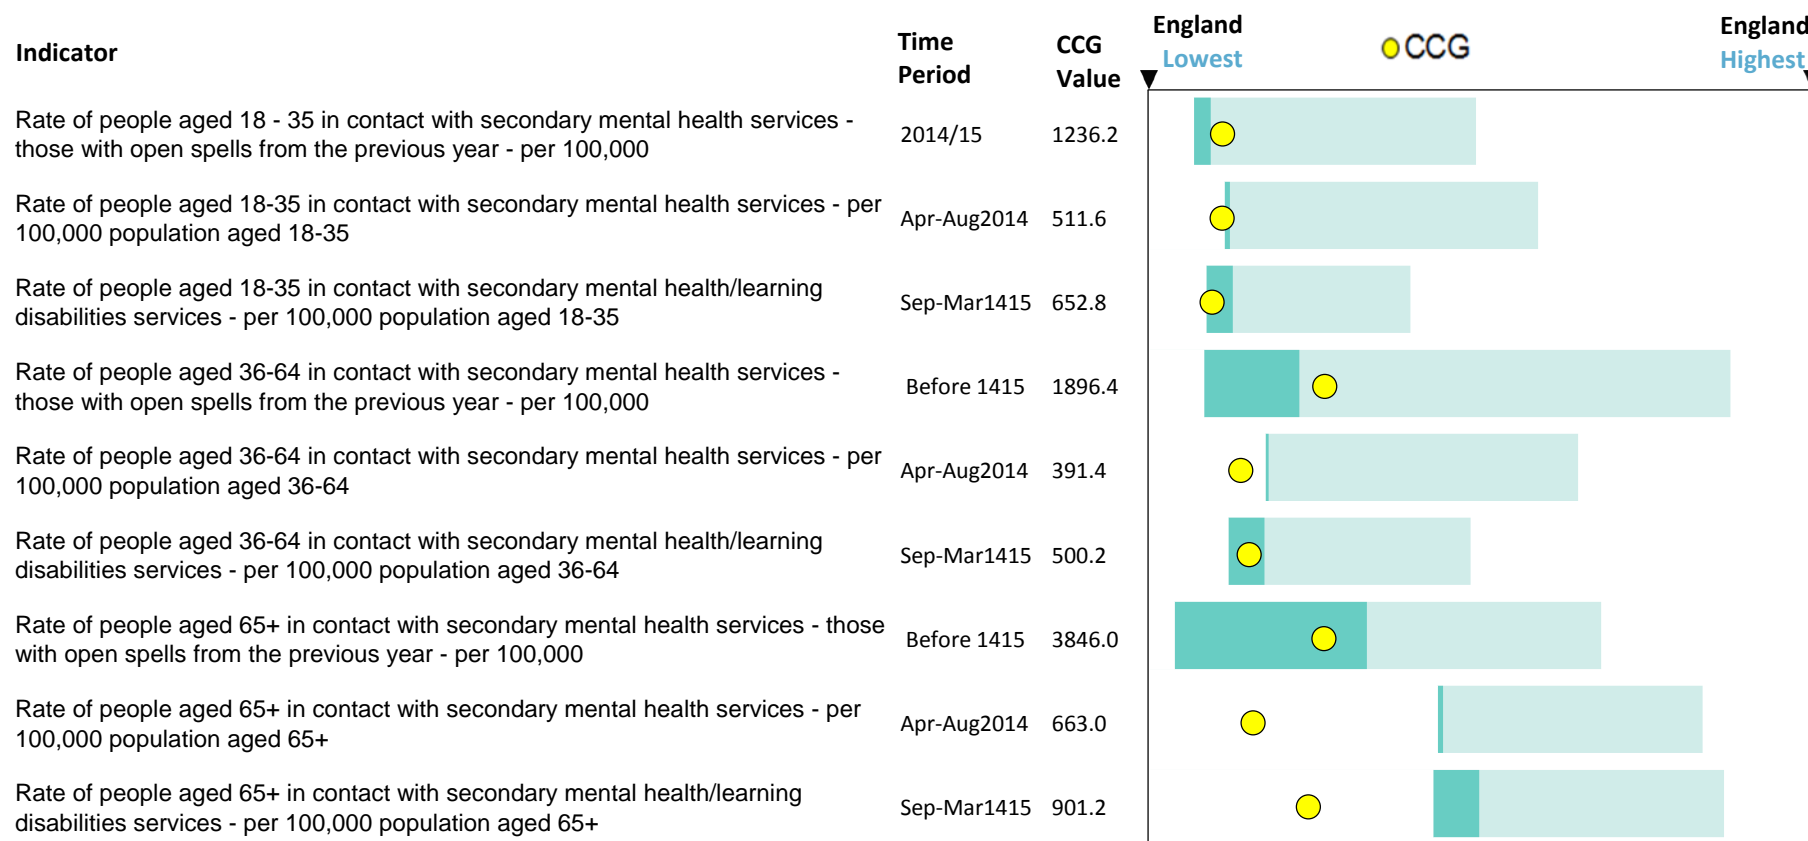 Indicator
Time Period
CCG Value
England Lowest
CCG
England Highest
Rate of people aged 18 - 35 in contact with secondary mental health services -
those with open spells from the previous year - per 100,000
2014/15 1236.2
Rate of people aged 18-35 in contact with secondary mental health services - per
100,000 population aged 18-35
Apr-Aug2014 511.6
Rate of people aged 18-35 in contact with secondary mental health/learning
disabilities services - per 100,000 population aged 18-35
Sep-Mar1415 652.8
Rate of people aged 36-64 in contact with secondary mental health services -
those with open spells from the previous year - per 100,000
Before 1415 1896.4
Rate of people aged 36-64 in contact with secondary mental health services - per
100,000 population aged 36-64
Apr-Aug2014 391.4
Rate of people aged 36-64 in contact with secondary mental health/learning
disabilities services - per 100,000 population aged 36-64
Sep-Mar1415 500.2
Rate of people aged 65+ in contact with secondary mental health services - those
with open spells from the previous year - per 100,000
Before 1415 3846.0
Rate of people aged 65+ in contact with secondary mental health services - per
100,000 population aged 65+
Apr-Aug2014 663.0
Rate of people aged 65+ in contact with secondary mental health/learning
disabilities services - per 100,000 population aged 65+
Sep-Mar1415 901.2